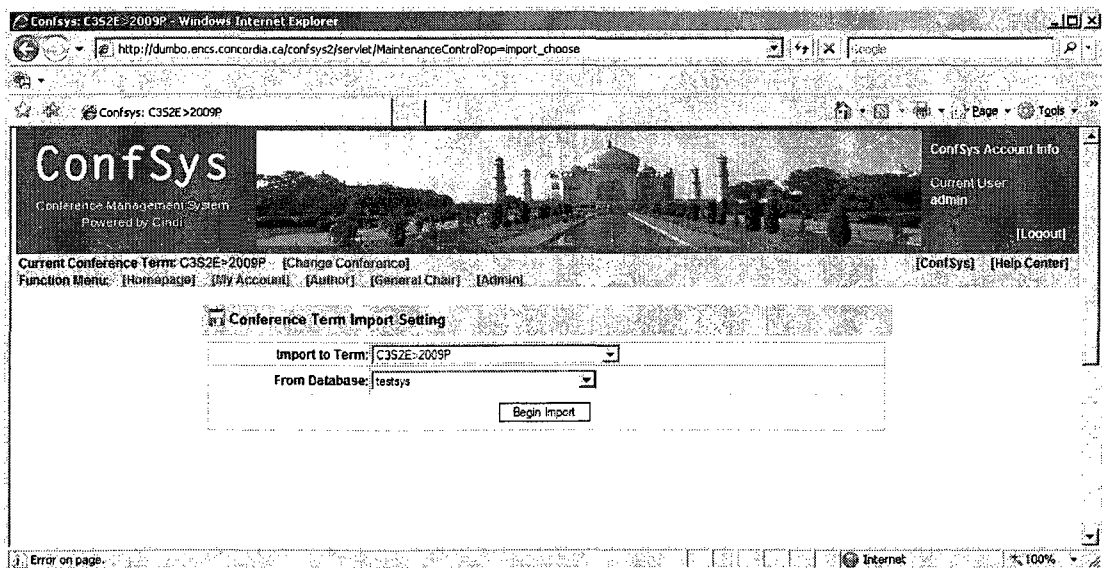 Confsys: C3S2E>2009P - Windows Internet Explorer
http://dumbo.encs.concordia.ca/confsys2/servlet/MaintenanceControl?op=import_choose
Google
Confsys: C3S2E>2009P
Page
Tools
ConfSys
Conference Management System
Powered by Cindi
ConfSys Account Info
Current User
admin
[Logout]
Current Conference Term: C3S2E>2009P [Change Conference] [ConfSys] [Help Center]
Function Menu: [Homepage] [My Account] [Author] [General Chair] [Admin]
Conference Term Import Setting
Import to Term: C3S2E>2009P
From Database: testsys
Begin Import
Error on page. Internet 100%